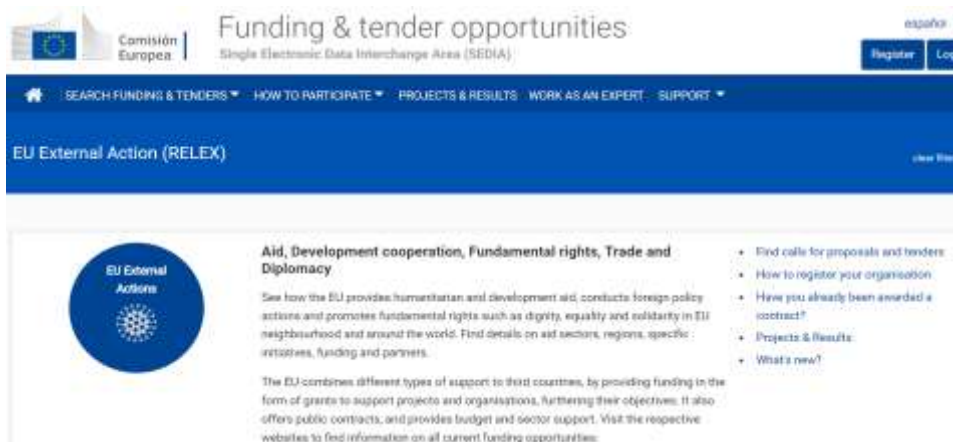 Comisión
Europea
Funding & tender opportunities
Single Electronic Data Interchange Area (SEDIA)
español
Register
SEARCH FUNDING & TENDERS
HOW TO PARTICIPATE
PROJECTS & RESULTS
WORK AS AN EXPERT
SUPPORT
EU External Action (RELEX)
EU External
Actions
Aid, Development cooperation, Fundamental rights, Trade and
Diplomacy
See how the EU provides humanitarian and development aid, conducts foreign policy
actions and promotes fundamental rights such as dignity, equality and solidarity in EU
neighbourhood and around the world. Find details on aid sectors, regions, specific
initiatives, funding and partners.
The EU combines different types of support to third countries, by providing funding in the
form of grants to support projects and organisations, furthering their objectives. It also
offers public contracts, and provides budget and sector support. Visit the respective
websites to find information on all current funding opportunities:
Find calls for proposals and tenders
How to register your organisation
Have you already been awarded a
contract?
Projects & Results
What's new?